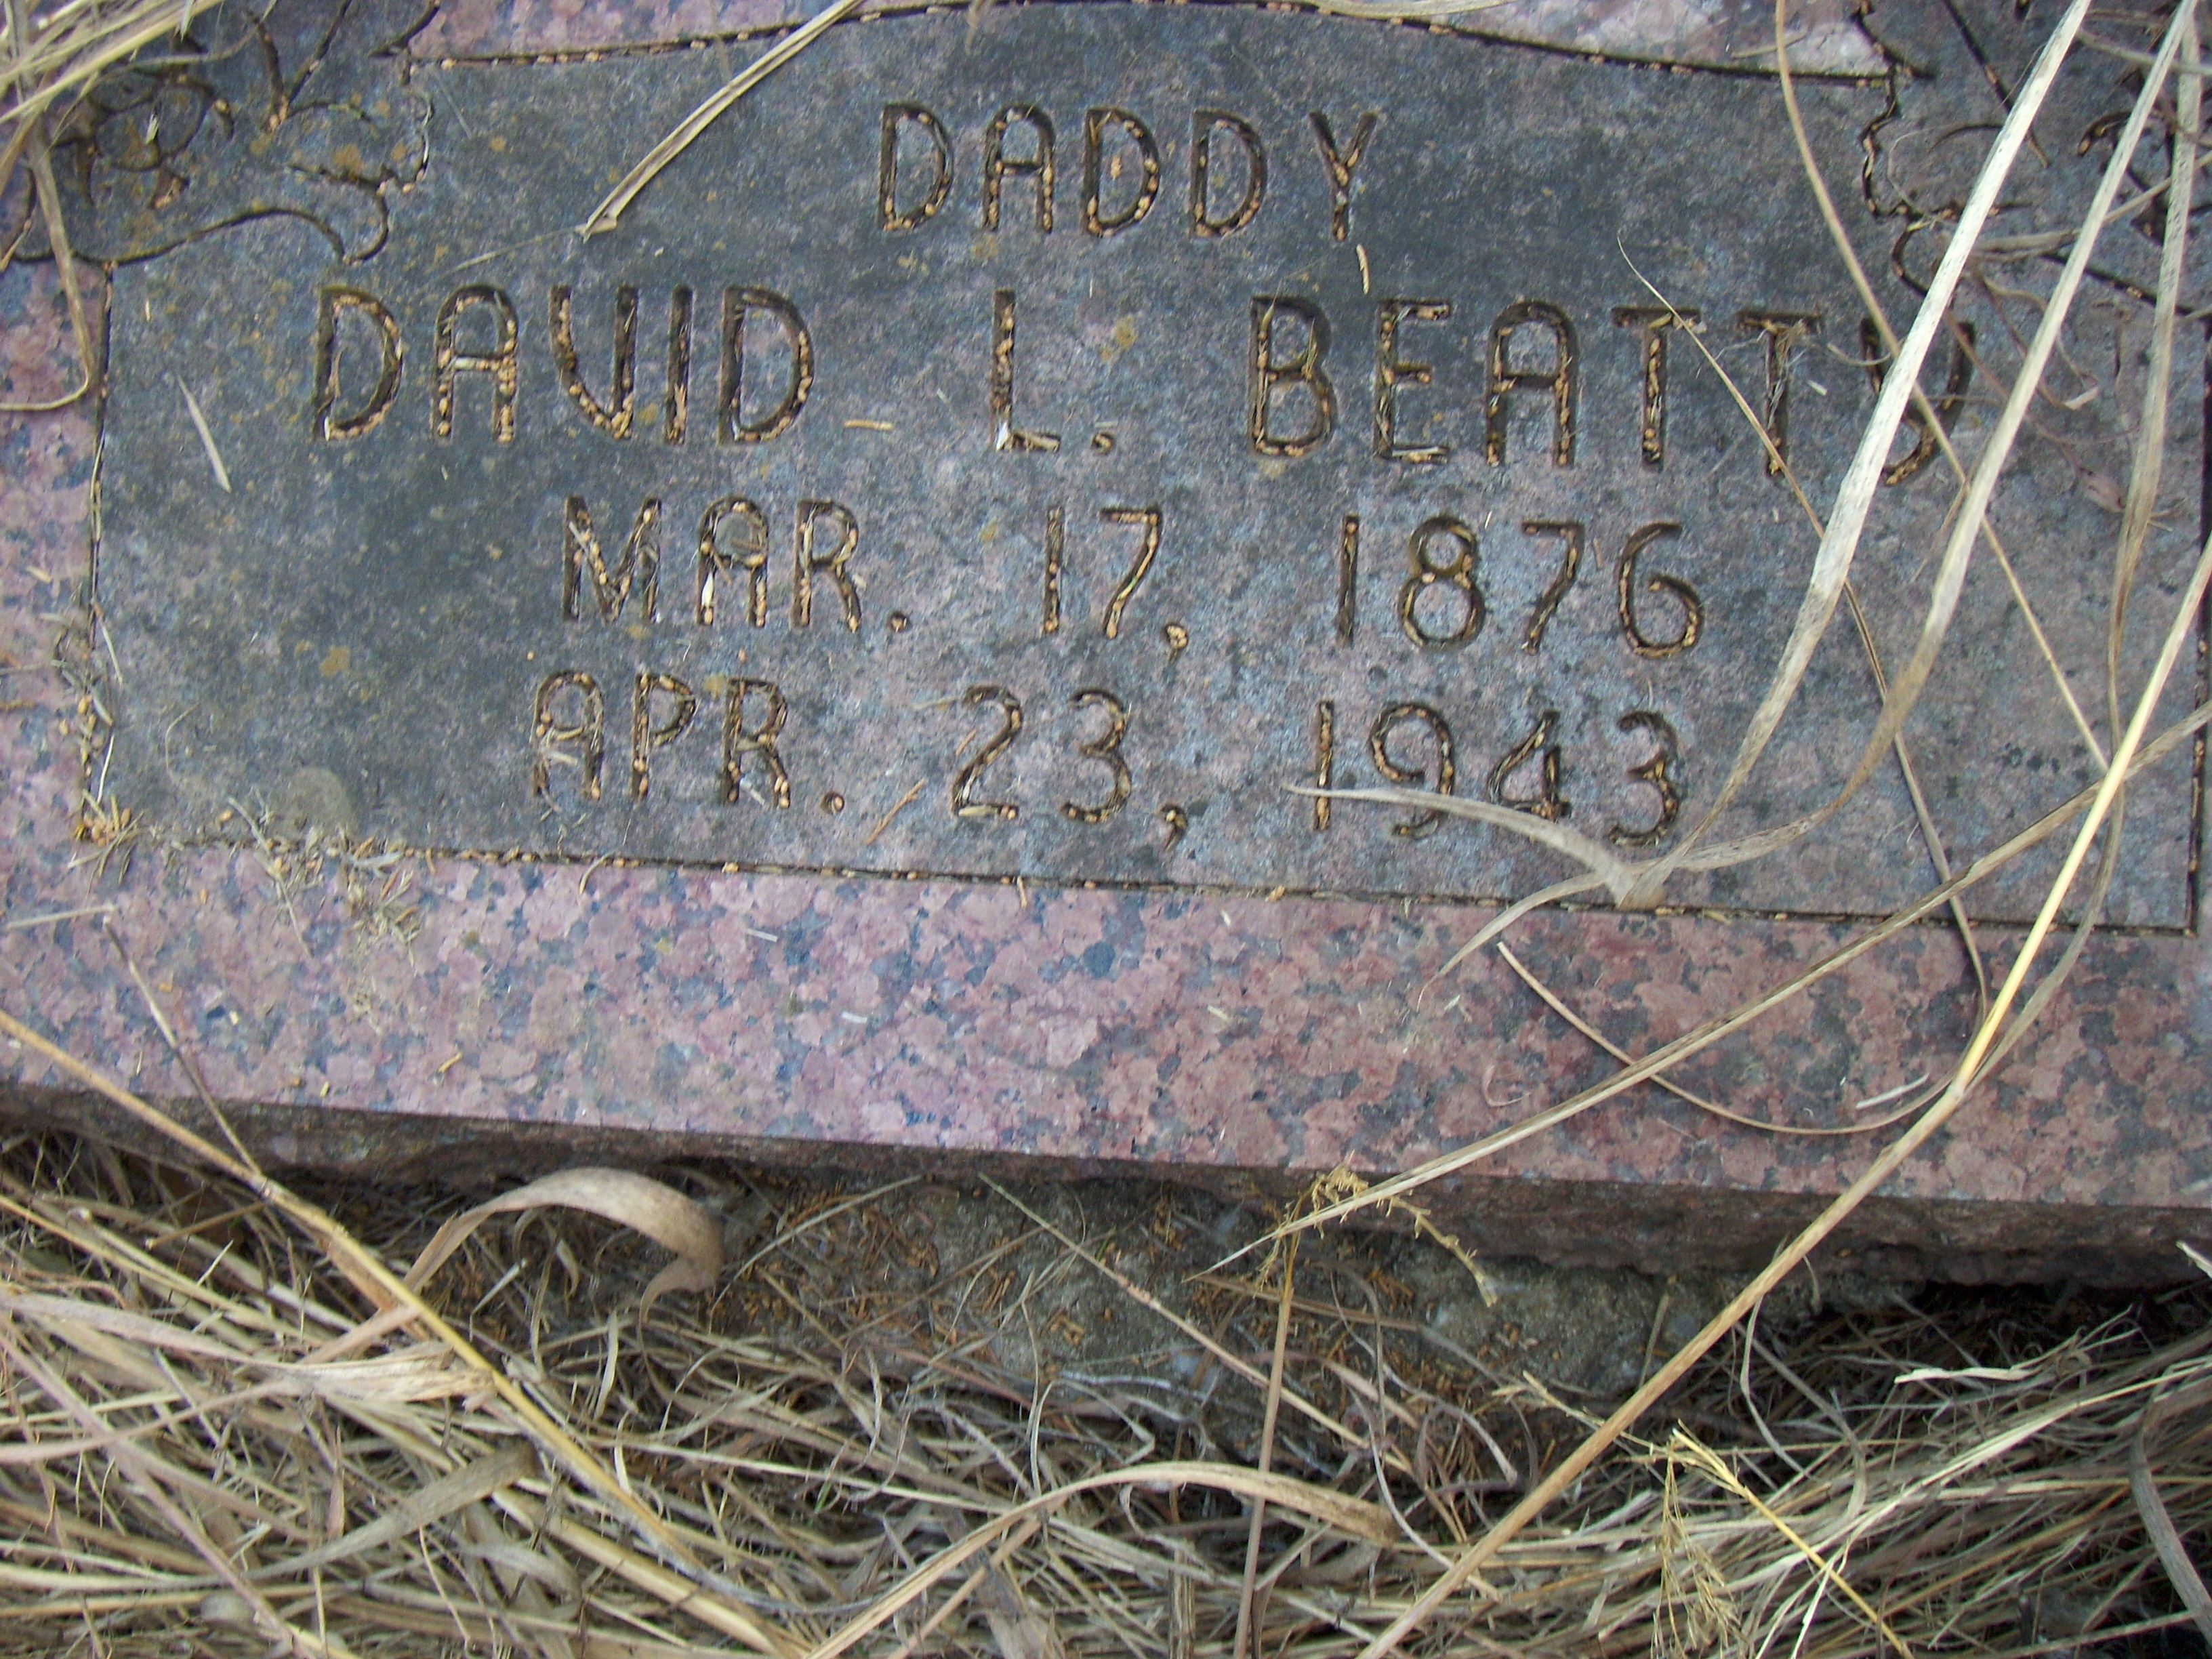 DADDY
DAVID L. BEATTY
MAR. 17, 1876
APR. 23, 1943